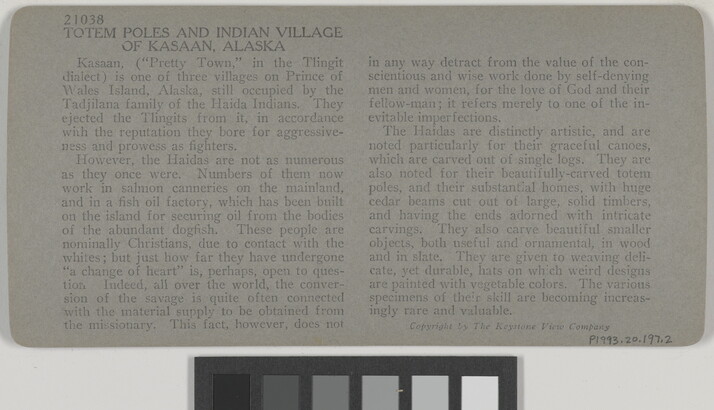 21038
TOTEM POLES AND INDIAN VILLAGE
OF KASAAN, ALASKA
Kasaan, ("Pretty Town," in the Tlingit
dialect) is one of three villages on Prince of
Wales Island, Alaska, still occupied by the
Tadjilana family of the Haida Indians. They
ejected the Tlingits from it, in accordance
with the reputation they bore for aggressive-
ness and prowess as fighters.
However, the Haidas are not as numerous
as they once were. Numbers of them now
work in salmon canneries on the mainland,
and in a fish oil factory, which has been built
on the island for securing oil from the bodies
of the abundant dogfish. These people are
nominally Christians, due to contact with the
whites; but just how far they have undergone
"a change of heart" is, perhaps, open to ques-
tion Indeed, all over the world, the conver-
sion of the savage is quite often connected
with the material supply to be obtained from
the missionary. This fact, however, does not
in any way detract from the value of the con-
scientious and wise work done by self-denying
men and women, for the love of God and their
fellow-man; it refers merely to one of the in-
evitable imperfections.
The Haidas are distinctly artistic, and are
noted particularly for their graceful canoes,
which are carved out of single logs. They are
also noted for their beautifully-carved totem
poles, and their substantial homes, with huge
cedar beams cut out of large, solid timbers,
and having the ends adorned with intricate
carvings. They also carve beautiful smaller
objects, both useful and ornamental, in wood
and in slate. They are given to weaving deli-
cate, yet durable, hats on which weird designs
are painted with vegetable colors. The various
specimens of their skill are becoming increas-
ingly rare and valuable.
Copyright by The Keystone View Company
P1993.20.197.2